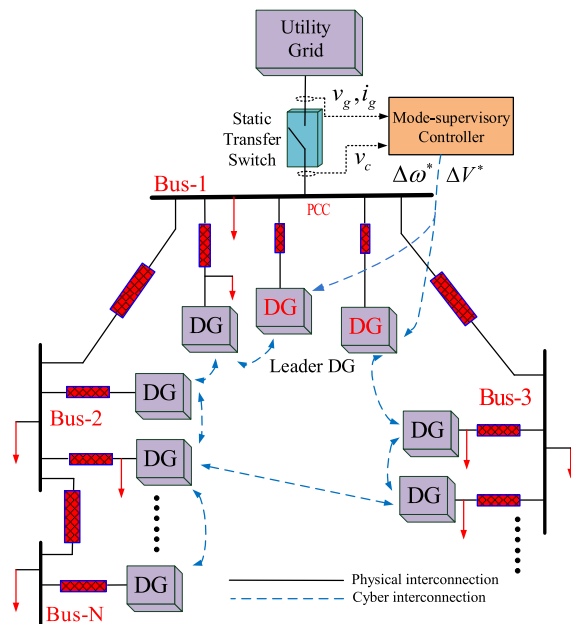 Utility
Grid
v_g, i_g
Static
Transfer
Switch
Mode-supervisory
Controller
v_c
Δω* ΔV*
Bus-1
PCC
DG
DG
DG
Leader DG
DG
Bus-2
Bus-3
DG
DG
DG
DG
Bus-N
Physical interconnection
Cyber interconnection